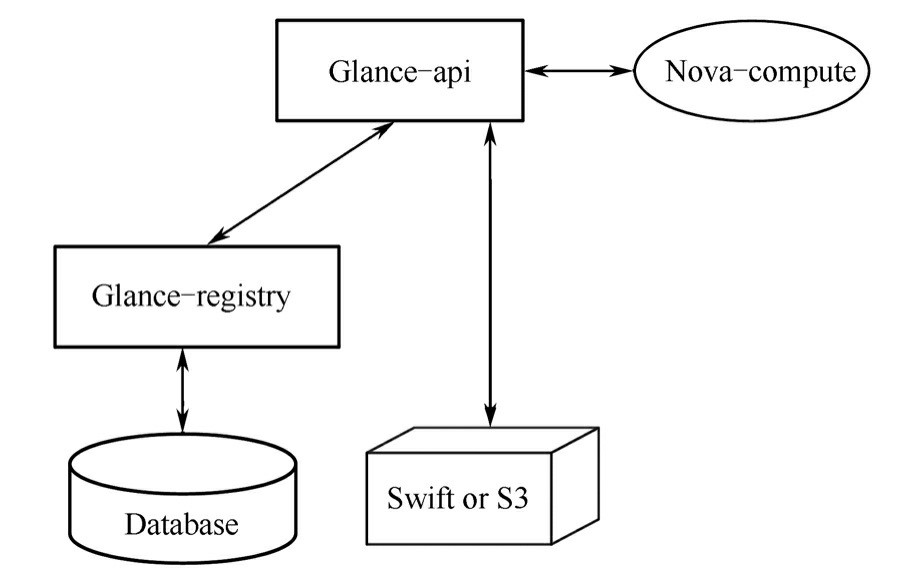 Glance-api
Nova-compute
Glance-registry
Database
Swift or S3